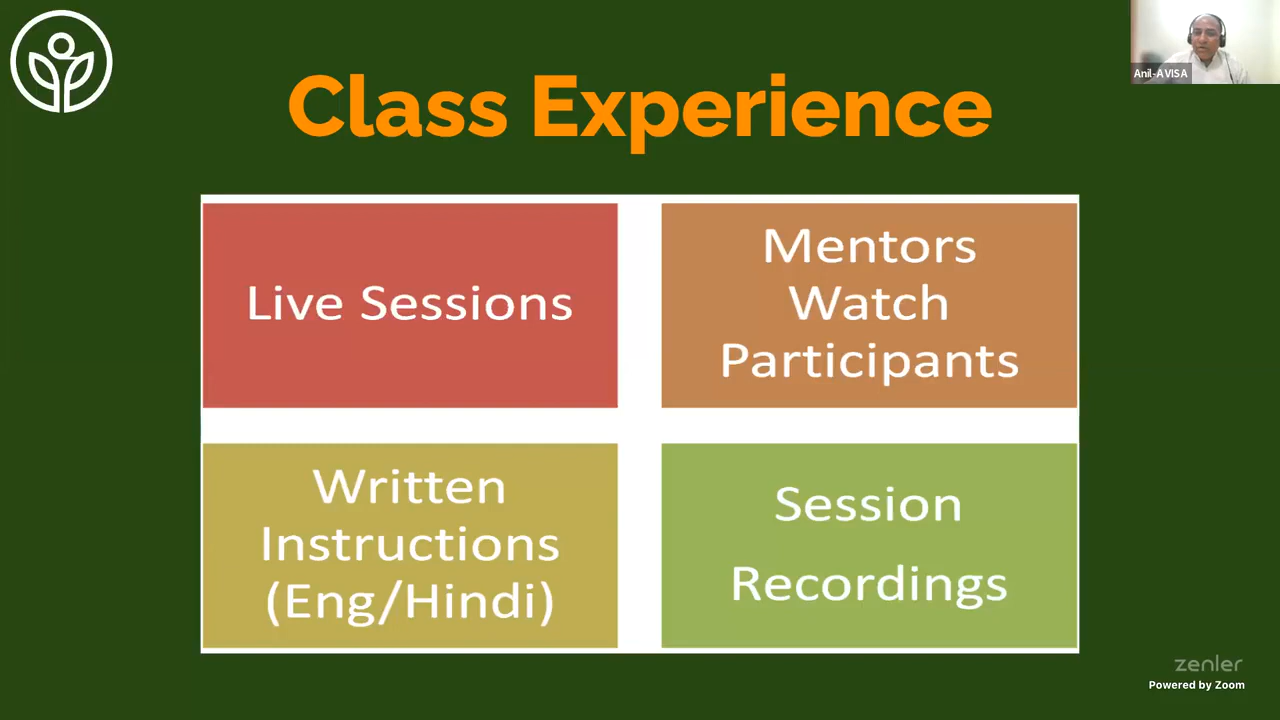 Class Experience
Anil-AVISA
Live Sessions
Mentors
Watch
Participants
Written
Instructions
(Eng/Hindi)
Session
Recordings
zenler
Powered by Zoom